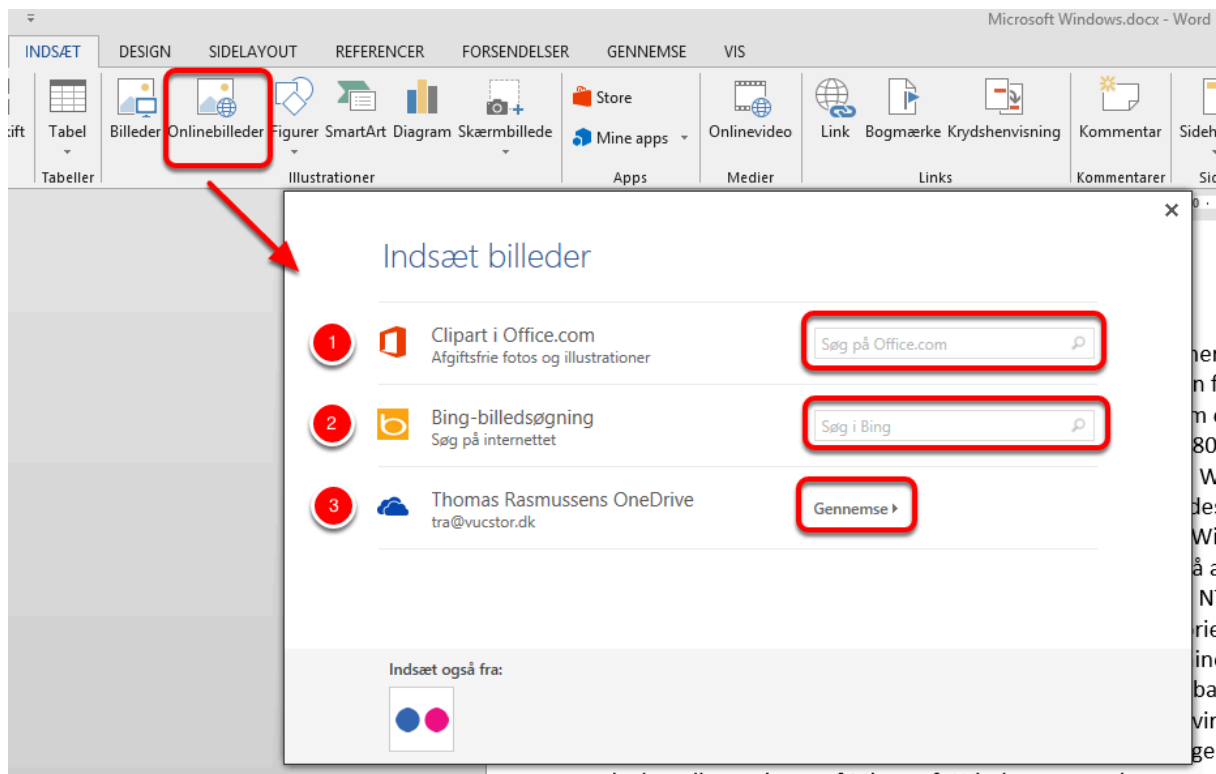 Microsoft Windows.docx - Word
INDSÆT DESIGN SIDELAYOUT REFERENCER FORSENDELSER GENNEMSE VIS
Tabel Billeder Onlinebilleder Figurer SmartArt Diagram Skærmbillede Store Mine apps Onlinevideo Link Bogmærke Krydshenvisning Kommentar
Tabeller Illustrationer Apps Medier Links Kommentarer
Indsæt billeder
1 Clipart i Office.com
Afgiftsfrie fotos og illustrationer
Søg på Office.com
2 Bing-billedsøgning
Søg på internettet
Søg i Bing
3 Thomas Rasmussens OneDrive
tra@vucstor.dk
Gennemse
Indsæt også fra: